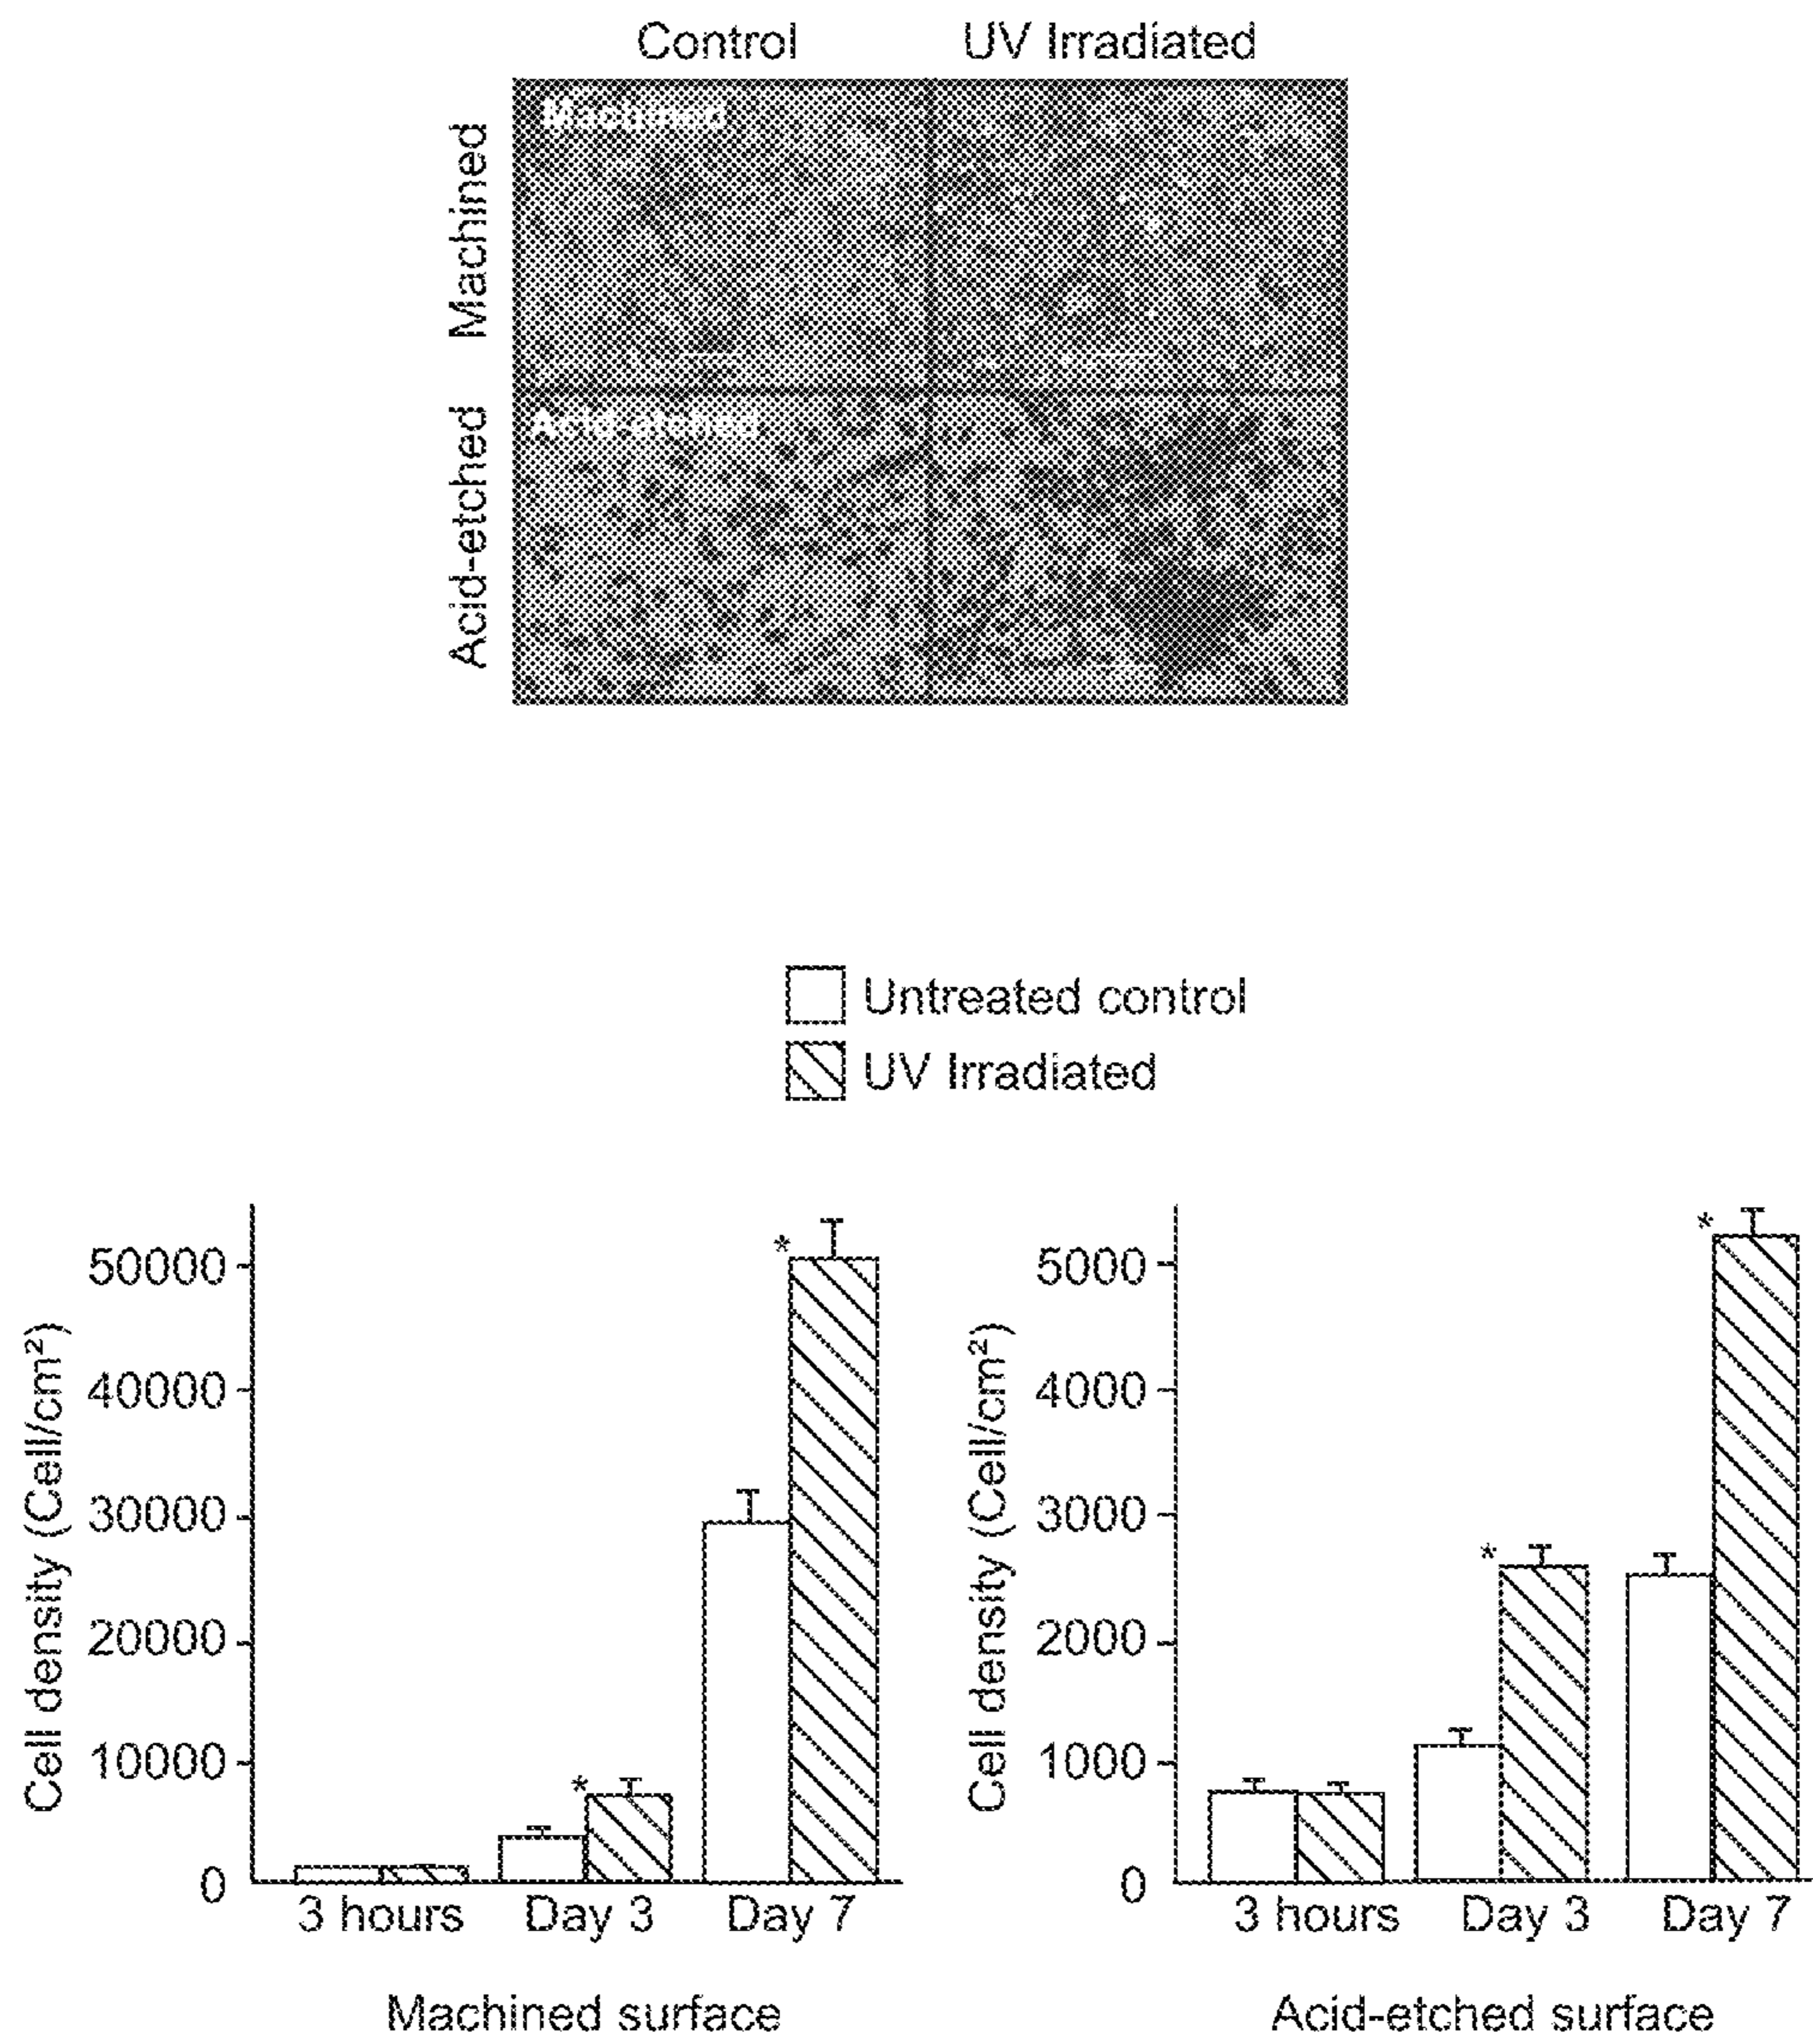 Control UV Irradiated
Machined
Machined
Acid-etched
Acid-etched
Untreated control
UV Irradiated
Cell density (Cell/cm²)
50000
40000
30000
20000
10000
0
*
*
3 hours Day 3 Day 7
Machined surface
Cell density (Cell/cm²)
5000
4000
3000
2000
1000
0
*
*
3 hours Day 3 Day 7
Acid-etched surface